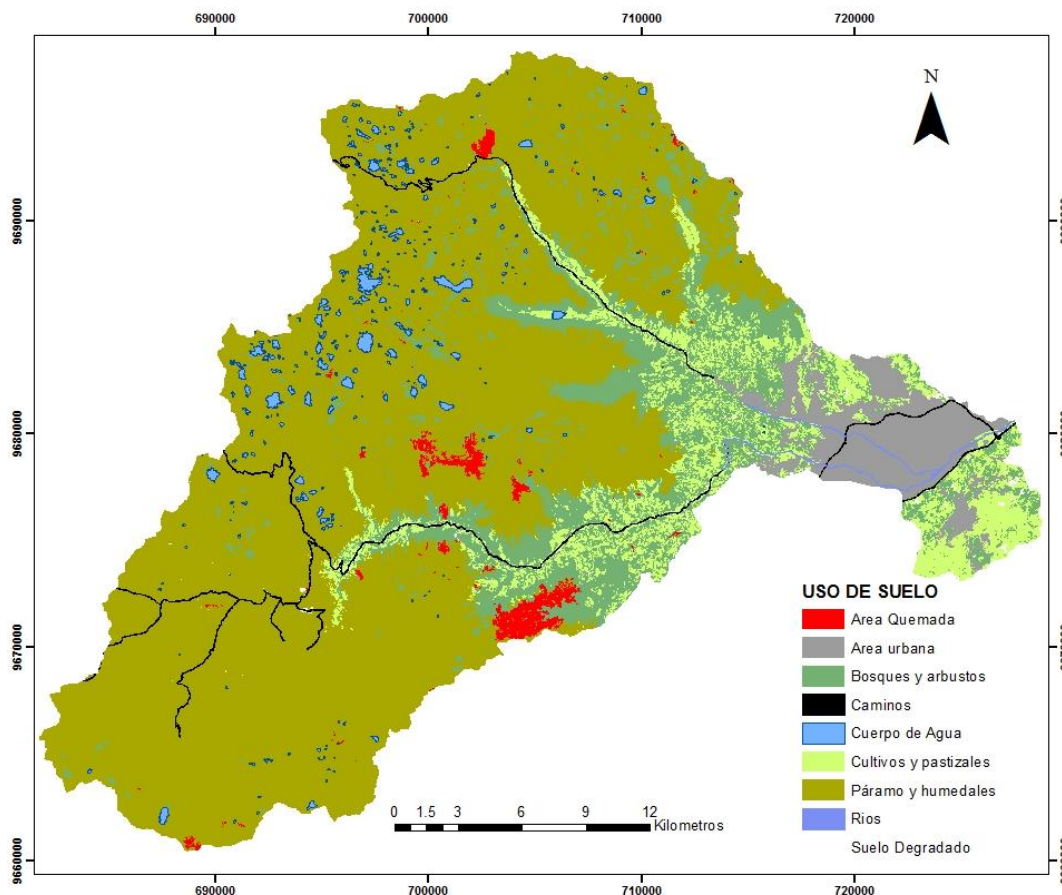 690000 700000 710000 720000
N
9690000
9680000
9670000
9660000
USO DE SUELO
Area Quemada
Area urbana
Bosques y arbustos
Caminos
Cuerpo de Agua
Cultivos y pastizales
Páramo y humedales
Rios
Suelo Degradado
0 1.5 3 6 9 12
Kilometros
690000 700000 710000 720000